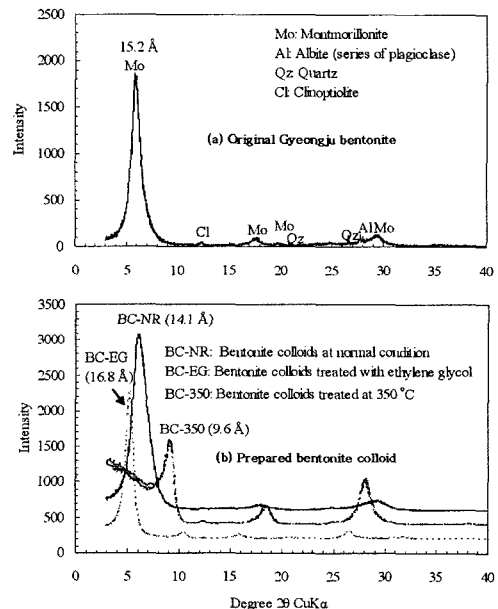 (a)
15.2 Å
Mo
Mo: Montmorillonite
Al: Albite (series of plagioclase)
Qz: Quartz
Cl: Clinoptiolite
(a) Original Gyeongju bentonite
Intensity
2500
2000
1500
1000
500
0
Cl
Mo
Mo
Qz
Qz
Al
Mo
0 5 10 15 20 25 30 35 40
(b)
BC-NR (14.1 Å)
BC-EG
(16.8 Å)
BC-NR: Bentonite colloids at normal condition
BC-EG: Bentonite colloids treated with ethylene glycol
BC-350: Bentonite colloids treated at 350 °C
BC-350 (9.6 Å)
(b) Prepared bentonite colloid
Intensity
3500
3000
2500
2000
1500
1000
500
0
0 5 10 15 20 25 30 35 40
Degree 2θ CuKα